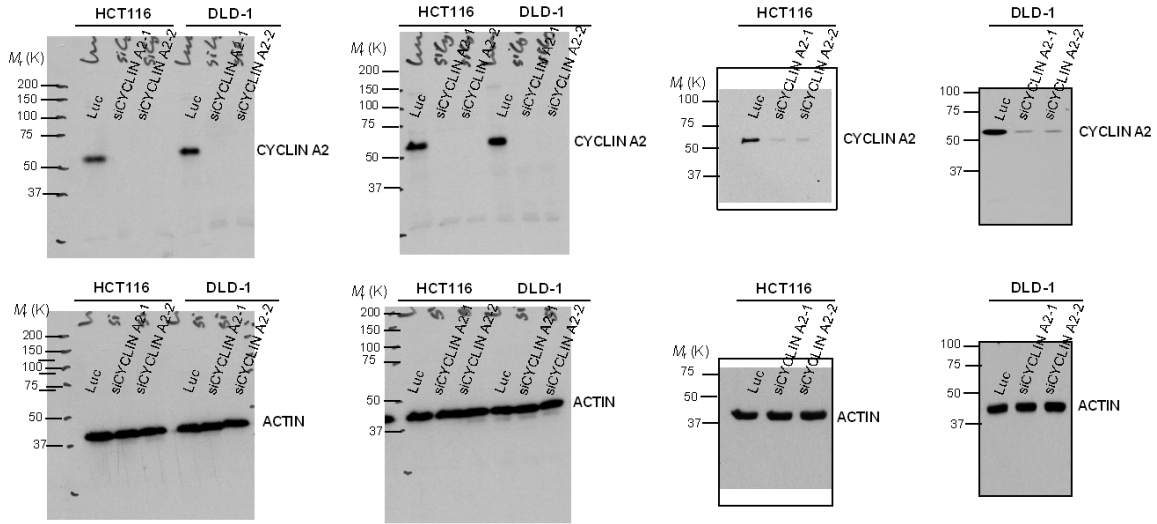 HCT116 DLD-1
Mr (K)
Luc siCYCLIN A2-1 siCYCLIN A2-2 Luc siCYCLIN A2-1 siCYCLIN A2-2
200
150
100
75
50
37
CYCLIN A2
HCT116 DLD-1
Mr (K)
Luc siCYCLIN A2-1 siCYCLIN A2-2 Luc siCYCLIN A2-1 siCYCLIN A2-2
200
150
100
75
50
37
CYCLIN A2
HCT116
Mr (K)
Luc siCYCLIN A2-1 siCYCLIN A2-2
100
75
50
37
CYCLIN A2
DLD-1
Luc siCYCLIN A2-1 siCYCLIN A2-2
100
75
50
37
CYCLIN A2
HCT116 DLD-1
Mr (K)
Luc siCYCLIN A2-1 siCYCLIN A2-2 Luc siCYCLIN A2-1 siCYCLIN A2-2
200
150
100
75
50
37
ACTIN
HCT116 DLD-1
Mr (K)
Luc siCYCLIN A2-1 siCYCLIN A2-2 Luc siCYCLIN A2-1 siCYCLIN A2-2
200
150
100
75
50
37
ACTIN
HCT116
Mr (K)
Luc siCYCLIN A2-1 siCYCLIN A2-2
75
50
37
ACTIN
DLD-1
Luc siCYCLIN A2-1 siCYCLIN A2-2
100
75
50
37
ACTIN